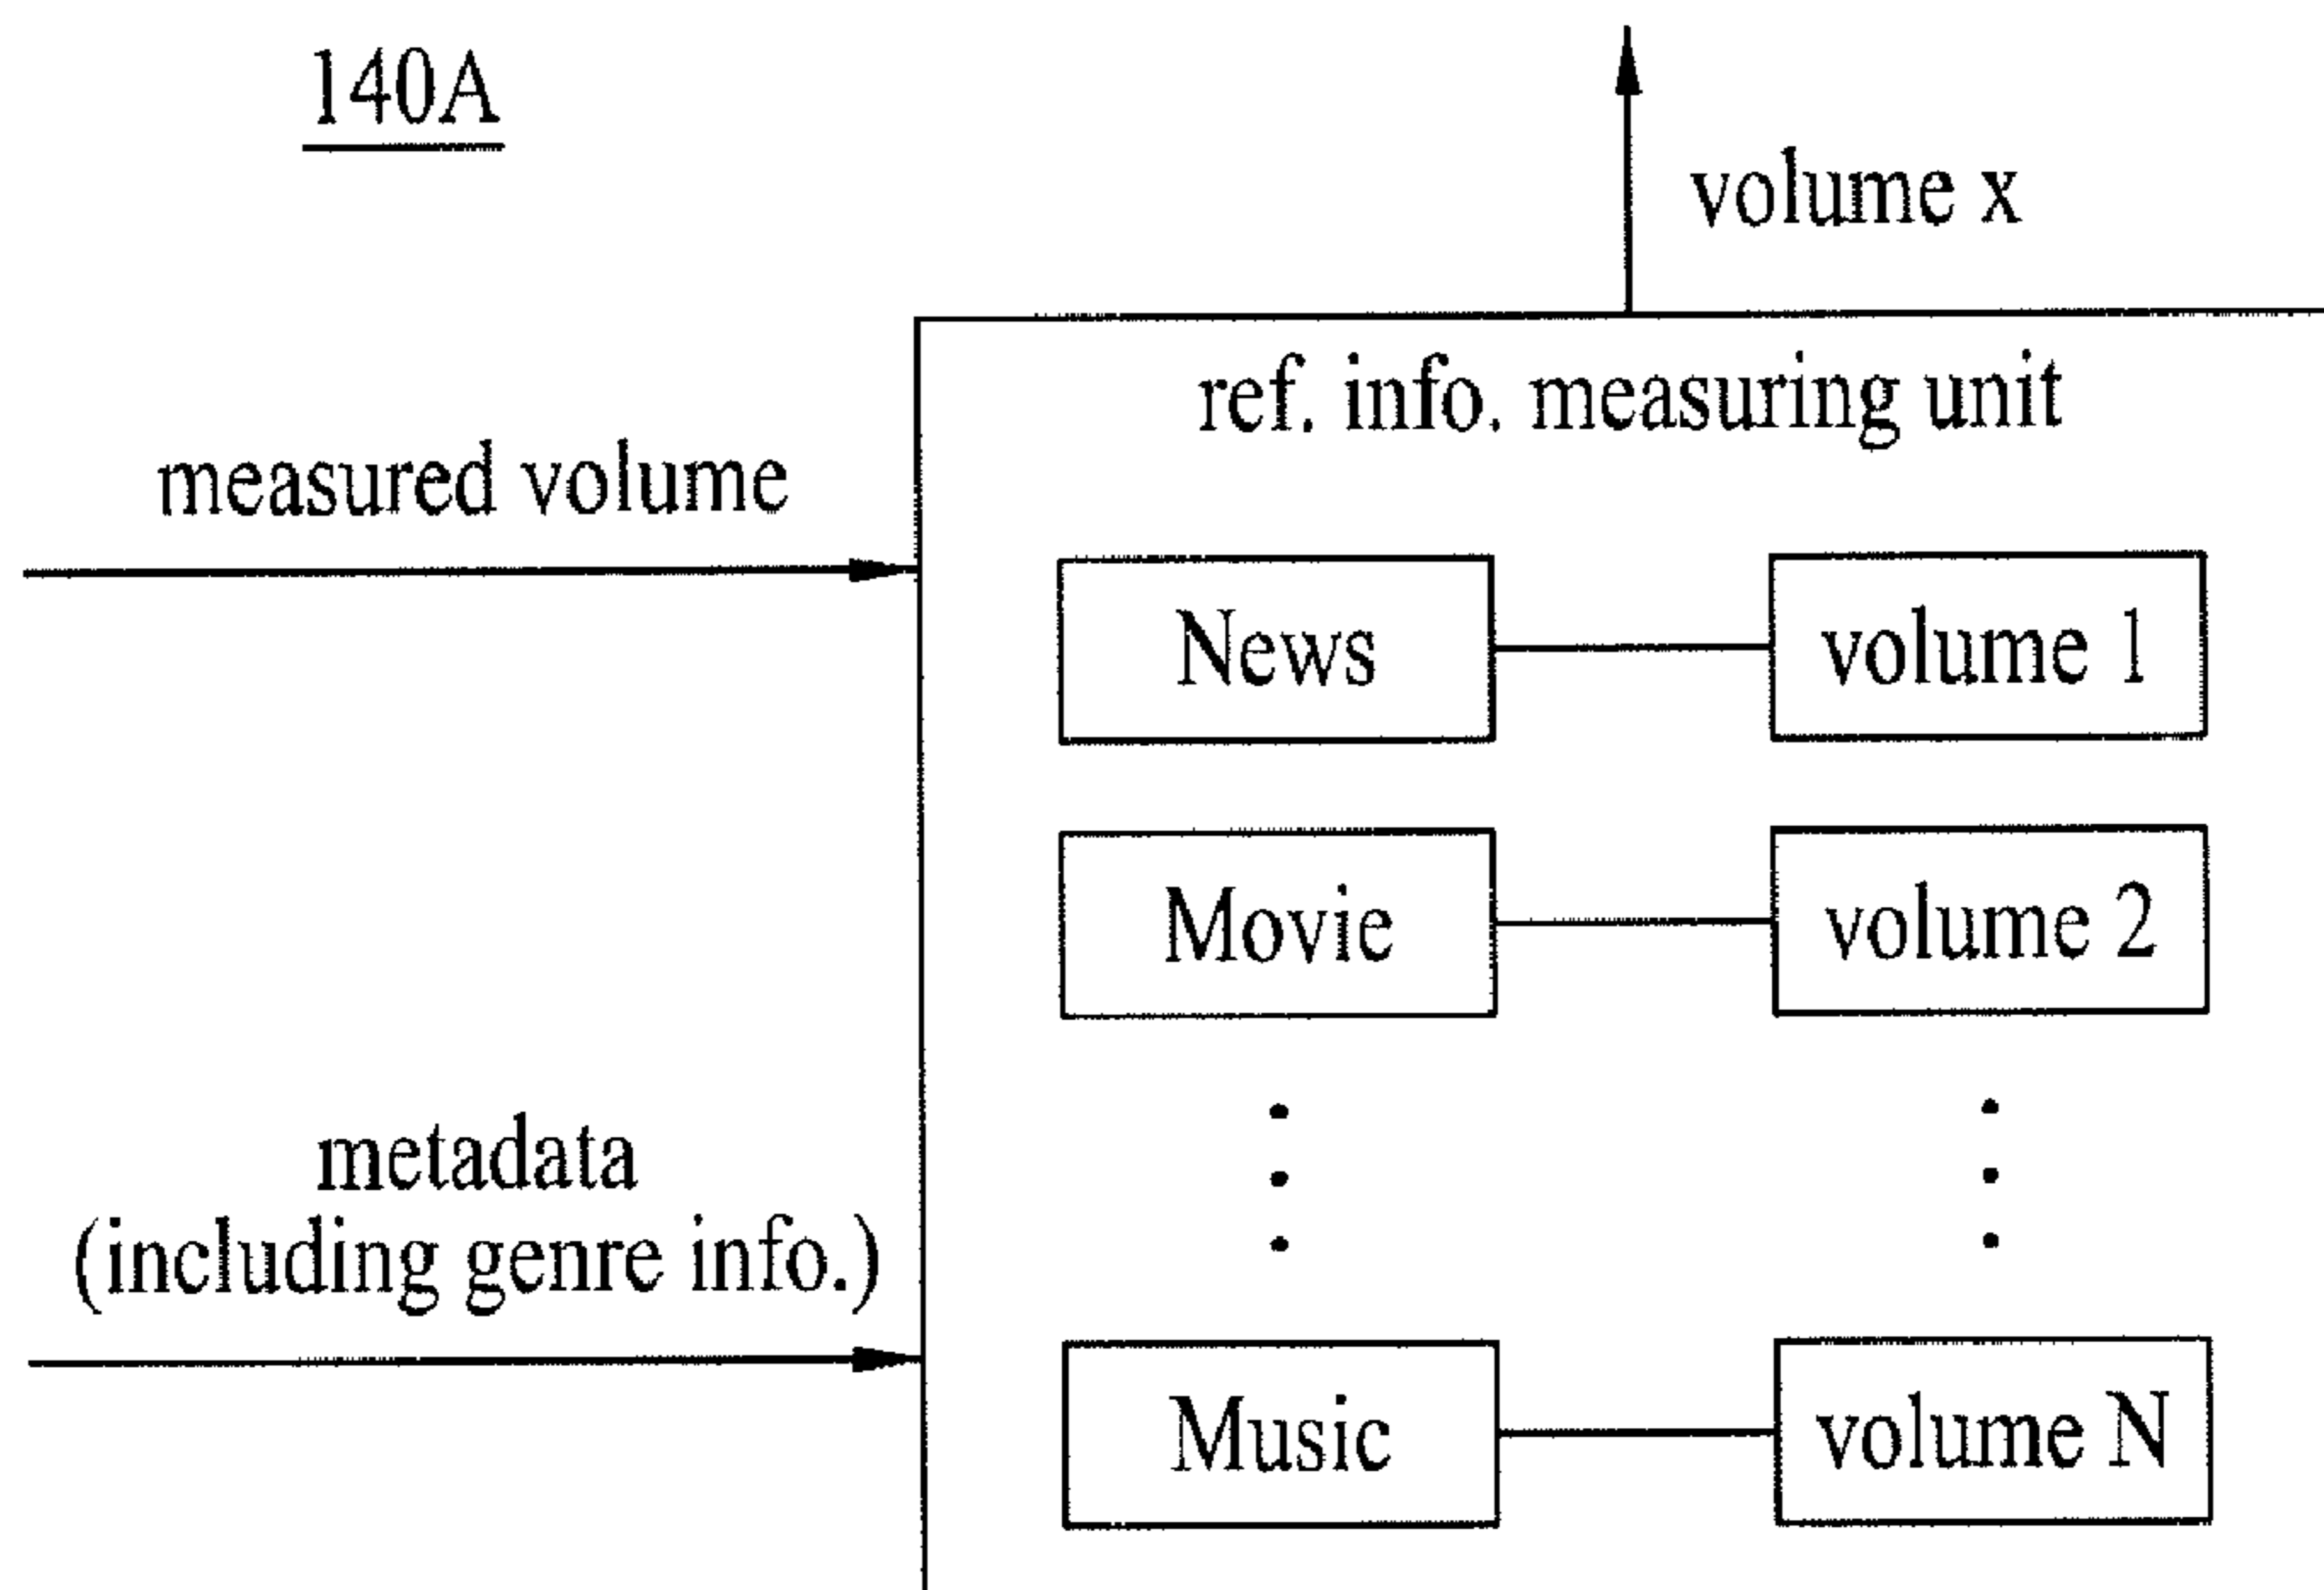 140A
volume x
ref. info. measuring unit
measured volume
News
volume 1
Movie
volume 2
metadata
(including genre info.)
Music
volume N